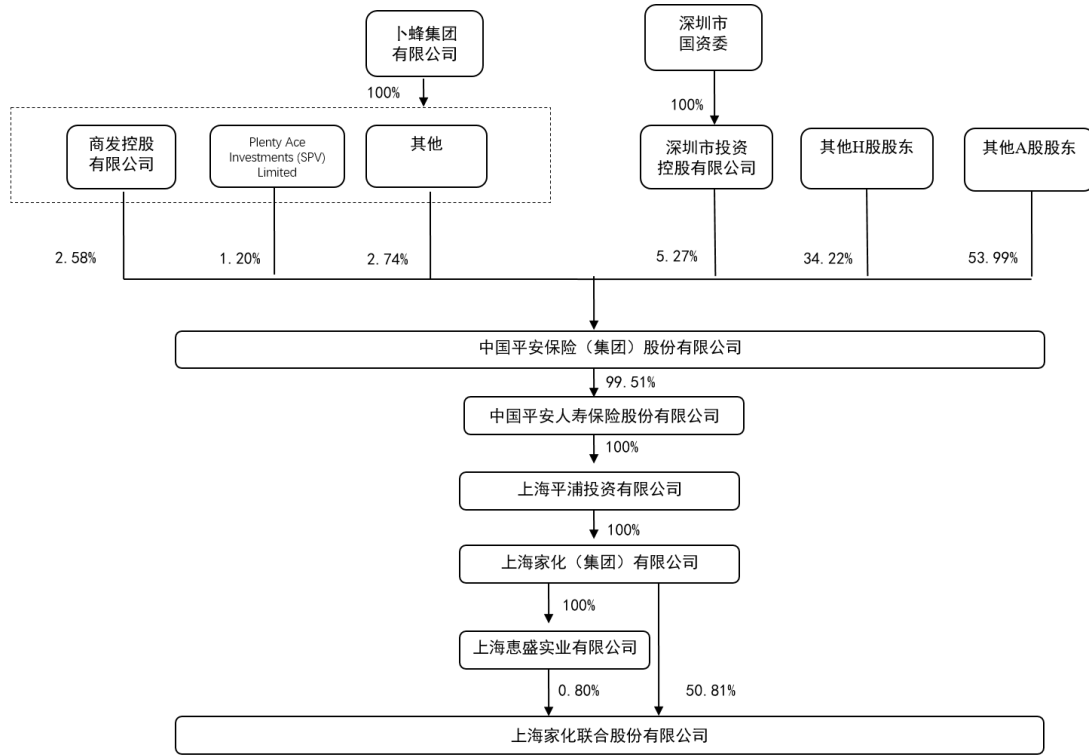 卜蜂集团
有限公司
深圳市
国资委
100%
100%
商发控股
有限公司
Plenty Ace
Investments (SPV)
Limited
其他
深圳市投资
控股有限公司
其他H股股东
其他A股股东
2.58%
1.20%
2.74%
5.27%
34.22%
53.99%
中国平安保险（集团）股份有限公司
99.51%
中国平安人寿保险股份有限公司
100%
上海平浦投资有限公司
100%
上海家化（集团）有限公司
100%
上海惠盛实业有限公司
0.80%
50.81%
上海家化联合股份有限公司